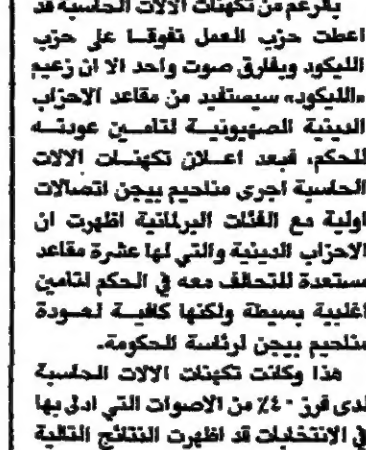 بالرغم من تكهنات الآلات الحاسبة قد
اعطت حزب العمل تفوقا على حزب
الليكود وبفارق صوت واحد الا ان زعيم
«الليكود» سيستفيد من مقاعد الاحزاب
الدينية الصهيونية لتامين عودته
للحكم، فبعد اعلان تكهنات الآلات
الحاسبة اجرى مناحيم بيجن اتصالات
اولية مع الفئات البرلمانية اظهرت ان
الاحزاب الدينية والتي لها عشرة مقاعد
مستعدة للتحالف معه في الحكم لتامين
اغلبية بسيطة ولكنها كافية لعودة
مناحيم بيجن لرئاسة الحكومة.
هذا وكانت تكهنات الالات الحاسبة
لدى فرز ٤٠٪ من الاصوات التي ادلى بها
في الانتخابات قد اظهرت النتائج التالية